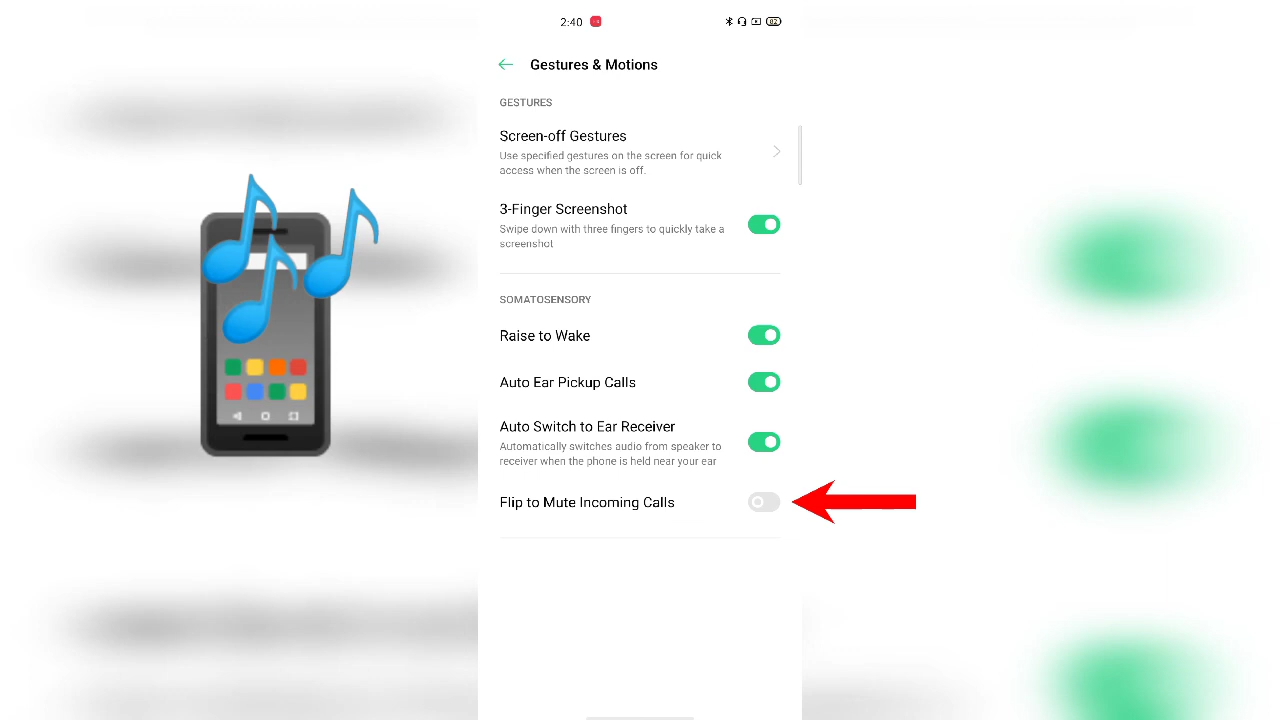 2:40
82
Gestures & Motions
GESTURES
Screen-off Gestures
Use specified gestures on the screen for quick
access when the screen is off.
3-Finger Screenshot
Swipe down with three fingers to quickly take a
screenshot
SOMATOSENSORY
Raise to Wake
Auto Ear Pickup Calls
Auto Switch to Ear Receiver
Automatically switches audio from speaker to
receiver when the phone is held near your ear
Flip to Mute Incoming Calls